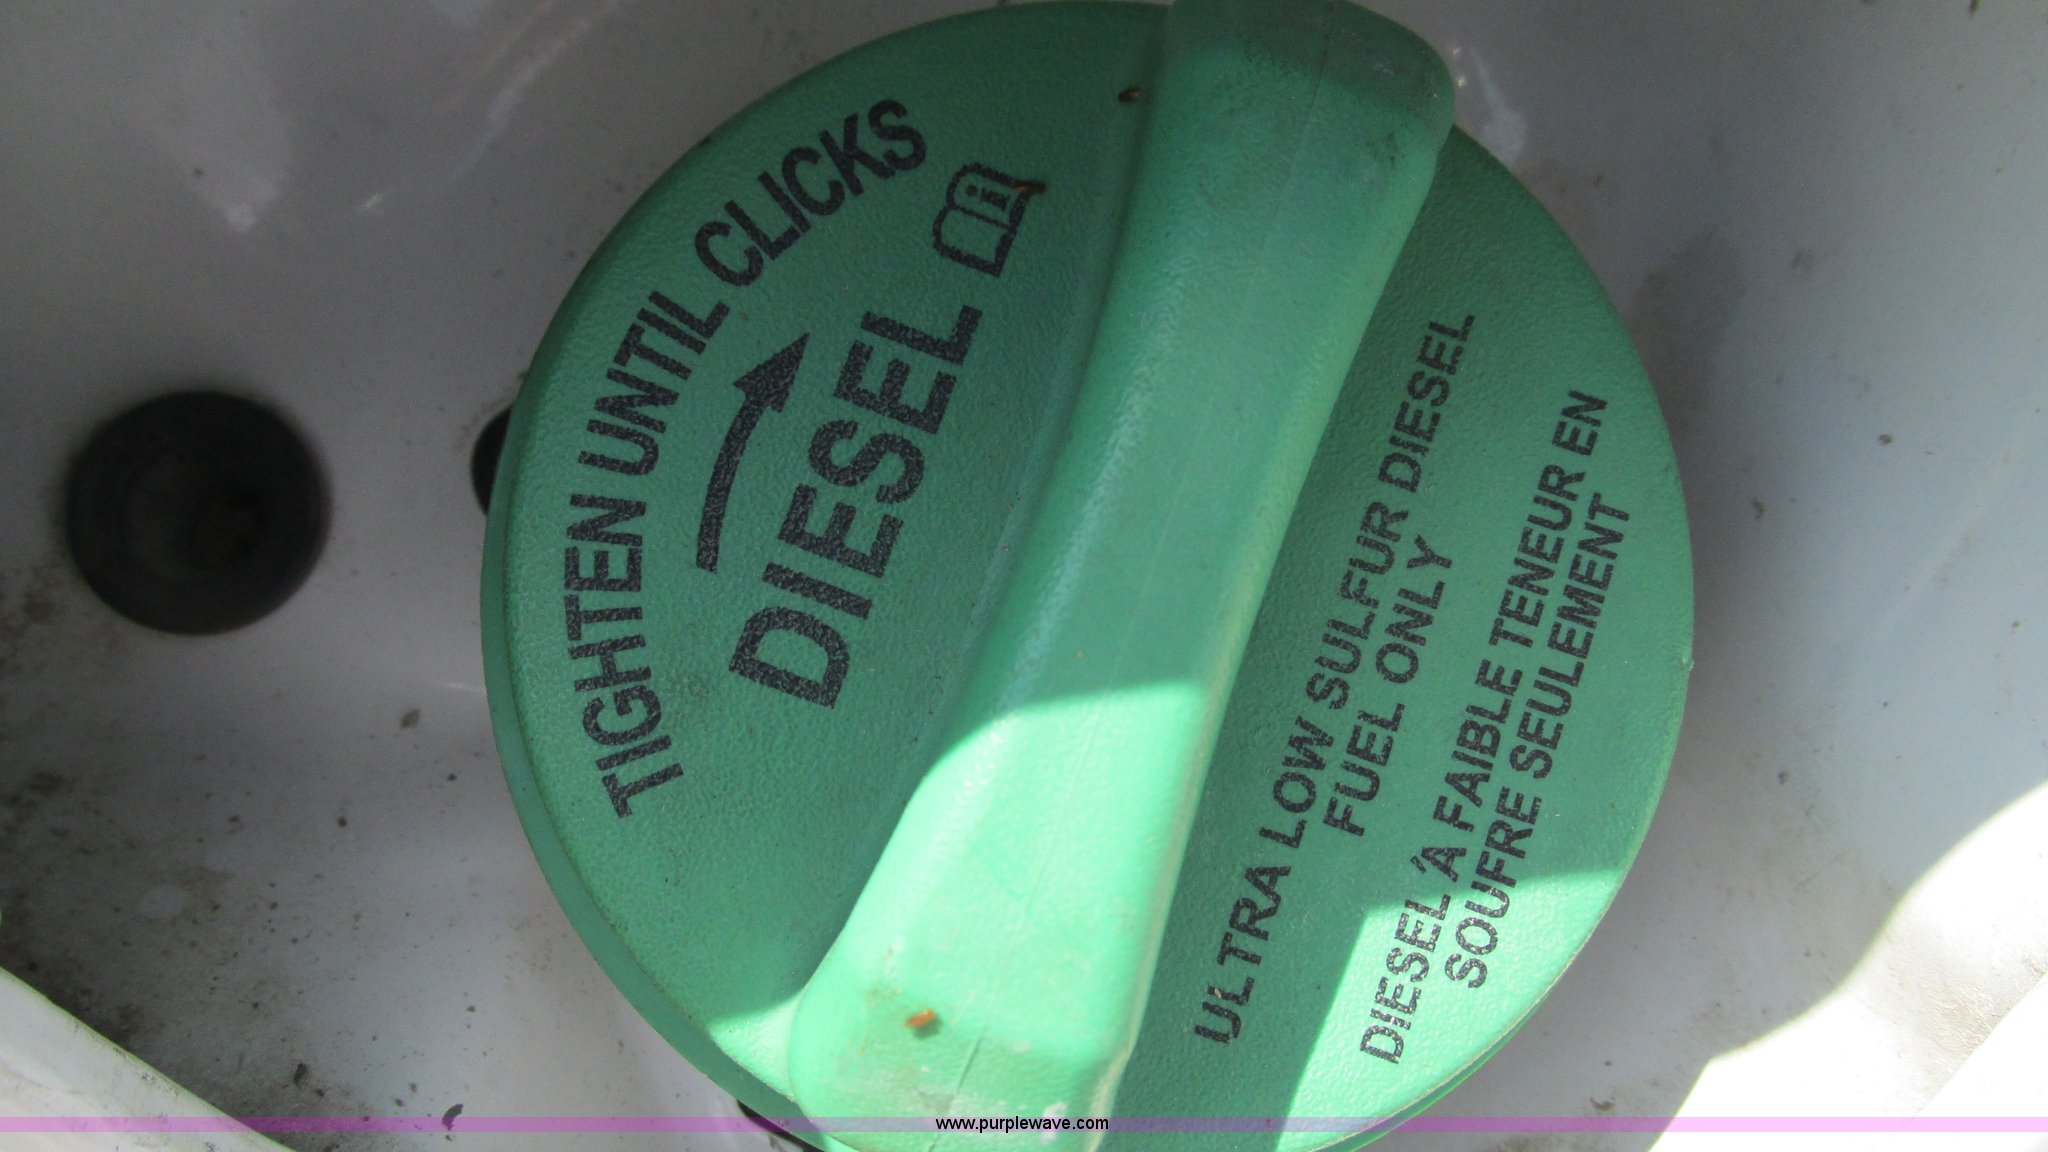 TIGHTEN UNTIL CLICKS
DIESEL
ULTRA LOW SULFUR DIESEL
FUEL ONLY
DIESEL À FAIBLE TENEUR EN
SOUFRE SEULEMENT
www.purplewave.com